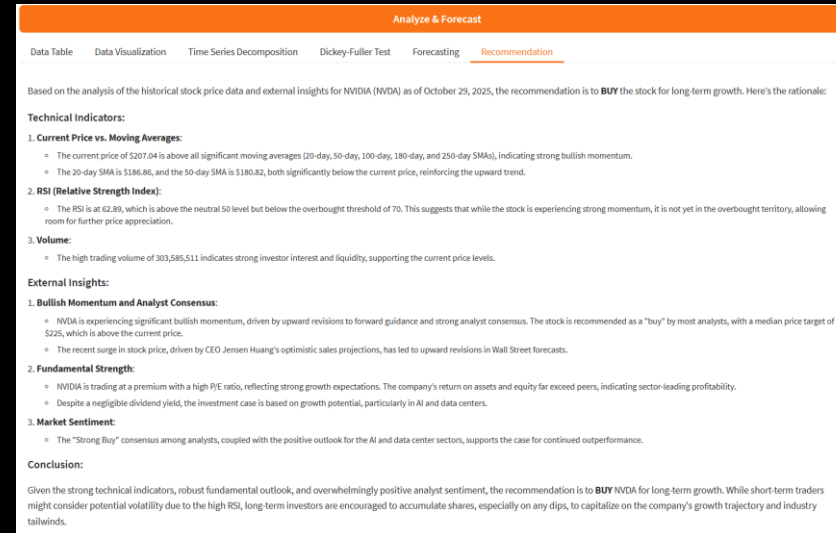 Analyze & Forecast
Data Table Data Visualization Time Series Decomposition Dickey-Fuller Test Forecasting Recommendation
Based on the analysis of the historical stock price data and external insights for NVIDIA (NVDA) as of October 29, 2025, the recommendation is to BUY the stock for long-term growth. Here's the rationale:
Technical Indicators:
1. Current Price vs. Moving Averages:
◦ The current price of $207.04 is above all significant moving averages (20-day, 50-day, 100-day, 180-day, and 250-day SMAs), indicating strong bullish momentum.
◦ The 20-day SMA is $186.86, and the 50-day SMA is $180.82, both significantly below the current price, reinforcing the upward trend.
2. RSI (Relative Strength Index):
◦ The RSI is at 62.89, which is above the neutral 50 level but below the overbought threshold of 70. This suggests that while the stock is experiencing strong momentum, it is not yet in the overbought territory, allowing
room for further price appreciation.
3. Volume:
◦ The high trading volume of 303,585,511 indicates strong investor interest and liquidity, supporting the current price levels.
External Insights:
1. Bullish Momentum and Analyst Consensus:
◦ NVDA is experiencing significant bullish momentum, driven by upward revisions to forward guidance and strong analyst consensus. The stock is recommended as a "buy" by most analysts, with a median price target of
$225, which is above the current price.
◦ The recent surge in stock price, driven by CEO Jensen Huang's optimistic sales projections, has led to upward revisions in Wall Street forecasts.
2. Fundamental Strength:
◦ NVIDIA is trading at a premium with a high P/E ratio, reflecting strong growth expectations. The company's return on assets and equity far exceed peers, indicating sector-leading profitability.
◦ Despite a negligible dividend yield, the investment case is based on growth potential, particularly in AI and data centers.
3. Market Sentiment:
◦ The "Strong Buy" consensus among analysts, coupled with the positive outlook for the AI and data center sectors, supports the case for continued outperformance.
Conclusion:
Given the strong technical indicators, robust fundamental outlook, and overwhelmingly positive analyst sentiment, the recommendation is to BUY NVDA for long-term growth. While short-term traders
might consider potential volatility due to the high RSI, long-term investors are encouraged to accumulate shares, especially on any dips, to capitalize on the company's growth trajectory and industry
tailwinds.